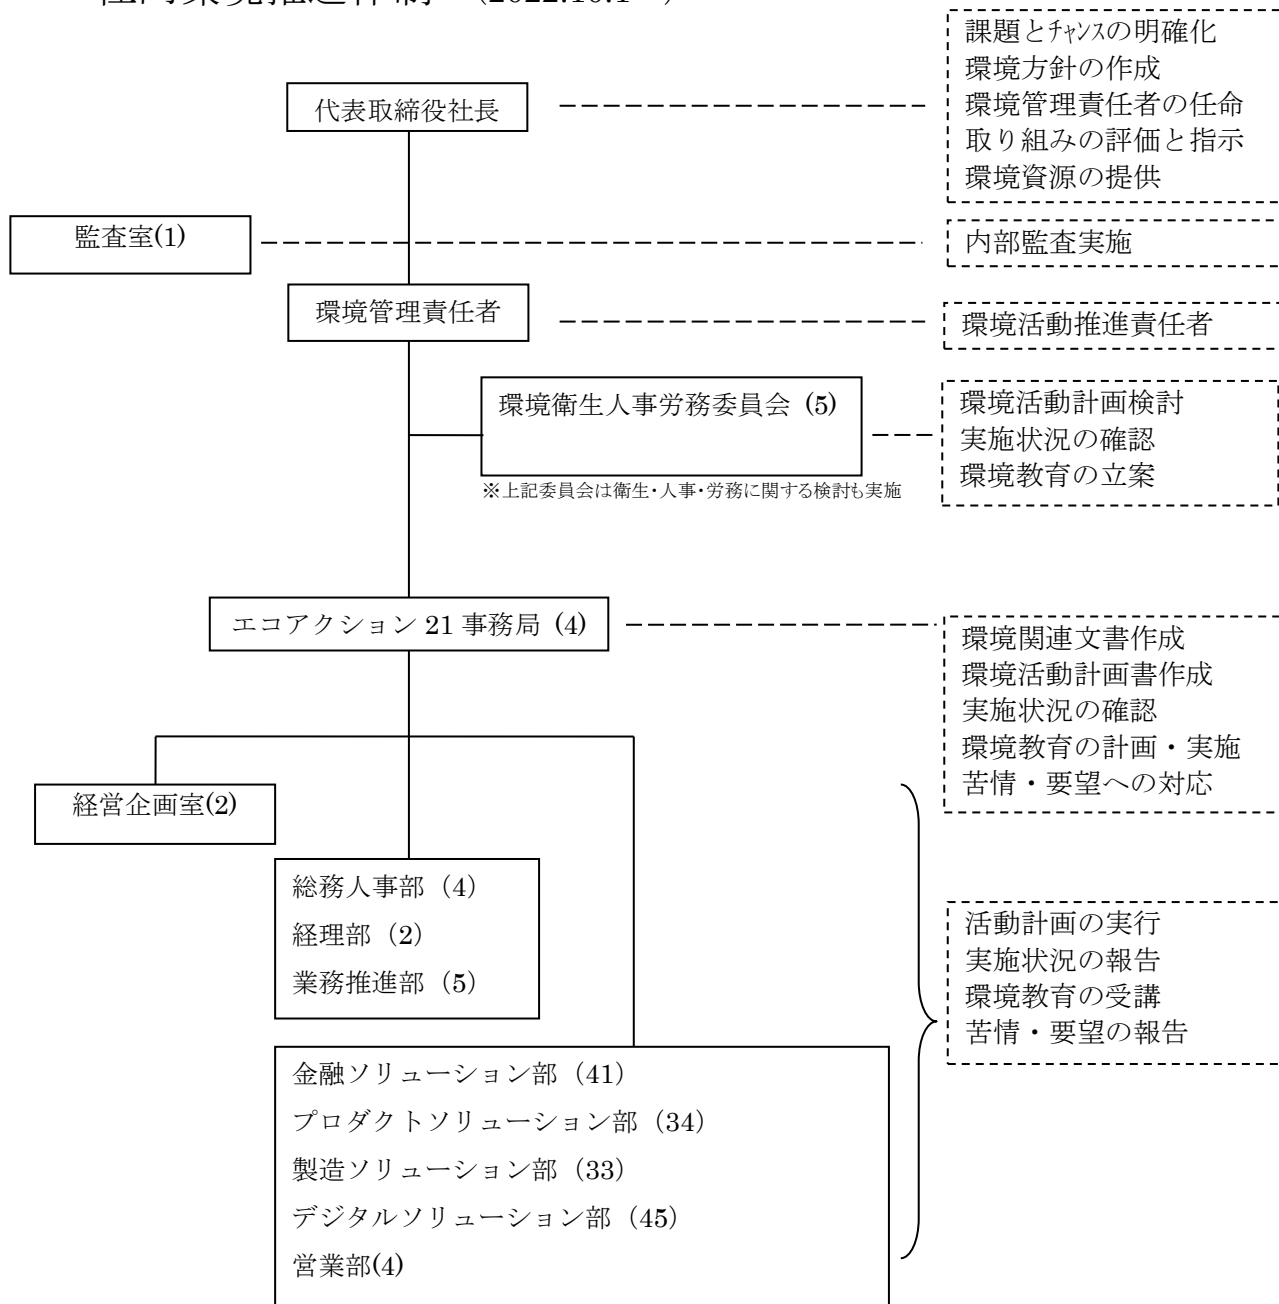 社内環境推進体制 (2022.10.1～)
課題とﾁｬﾝｽの明確化
環境方針の作成
環境管理責任者の任命
取り組みの評価と指示
環境資源の提供
代表取締役社長
監査室(1)
内部監査実施
環境管理責任者
環境活動推進責任者
環境衛生人事労務委員会 (5)
※上記委員会は衛生・人事・労務に関する検討も実施
環境活動計画検討
実施状況の確認
環境教育の立案
エコアクション 21 事務局 (4)
環境関連文書作成
環境活動計画書作成
実施状況の確認
環境教育の計画・実施
苦情・要望への対応
経営企画室(2)
総務人事部（4）
経理部（2）
業務推進部（5）
活動計画の実行
実施状況の報告
環境教育の受講
苦情・要望の報告
金融ソリューション部（41）
プロダクトソリューション部（34）
製造ソリューション部（33）
デジタルソリューション部（45）
営業部(4)